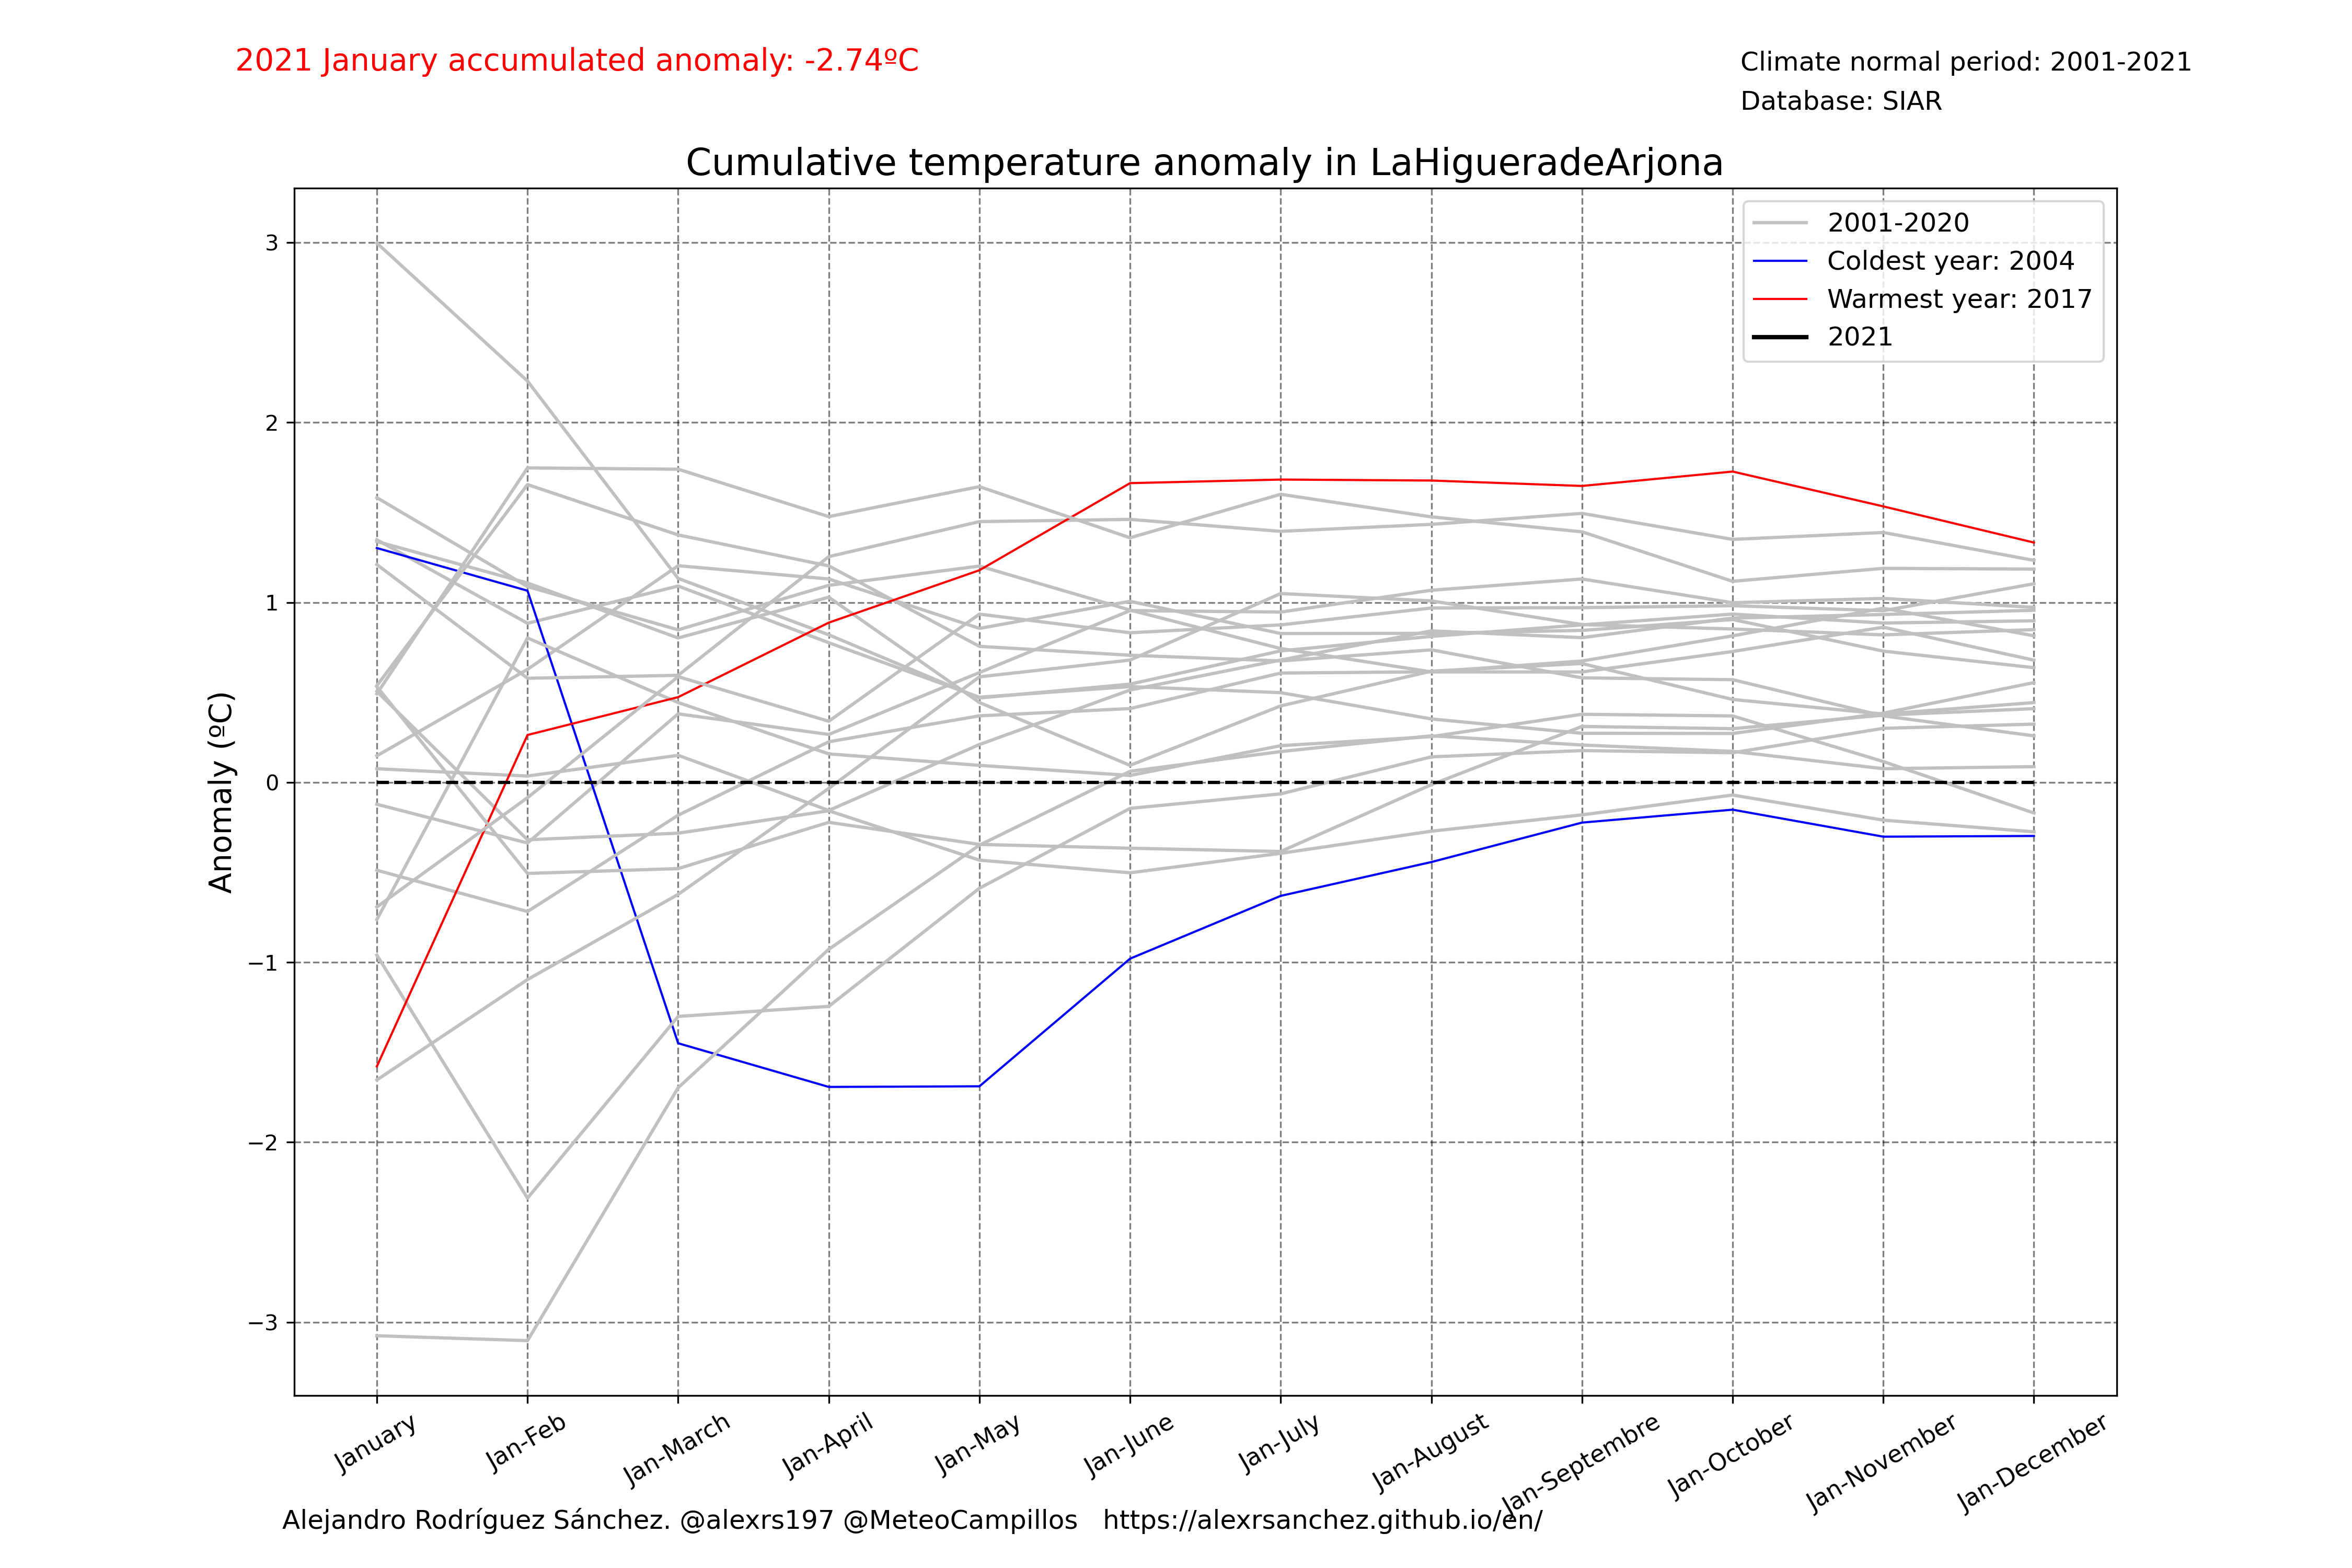 2021 January accumulated anomaly: -2.74ºC
Climate normal period: 2001-2021
Database: SIAR
Cumulative temperature anomaly in LaHigueradeArjona
2001-2020
Coldest year: 2004
Warmest year: 2017
2021
Anomaly (ºC)
3
2
1
0
−1
−2
−3
January
Jan-Feb
Jan-March
Jan-April
Jan-May
Jan-June
Jan-July
Jan-August
Jan-Septembre
Jan-October
Jan-November
Jan-December
Alejandro Rodríguez Sánchez. @alexrs197 @MeteoCampillos   https://alexrsanchez.github.io/en/